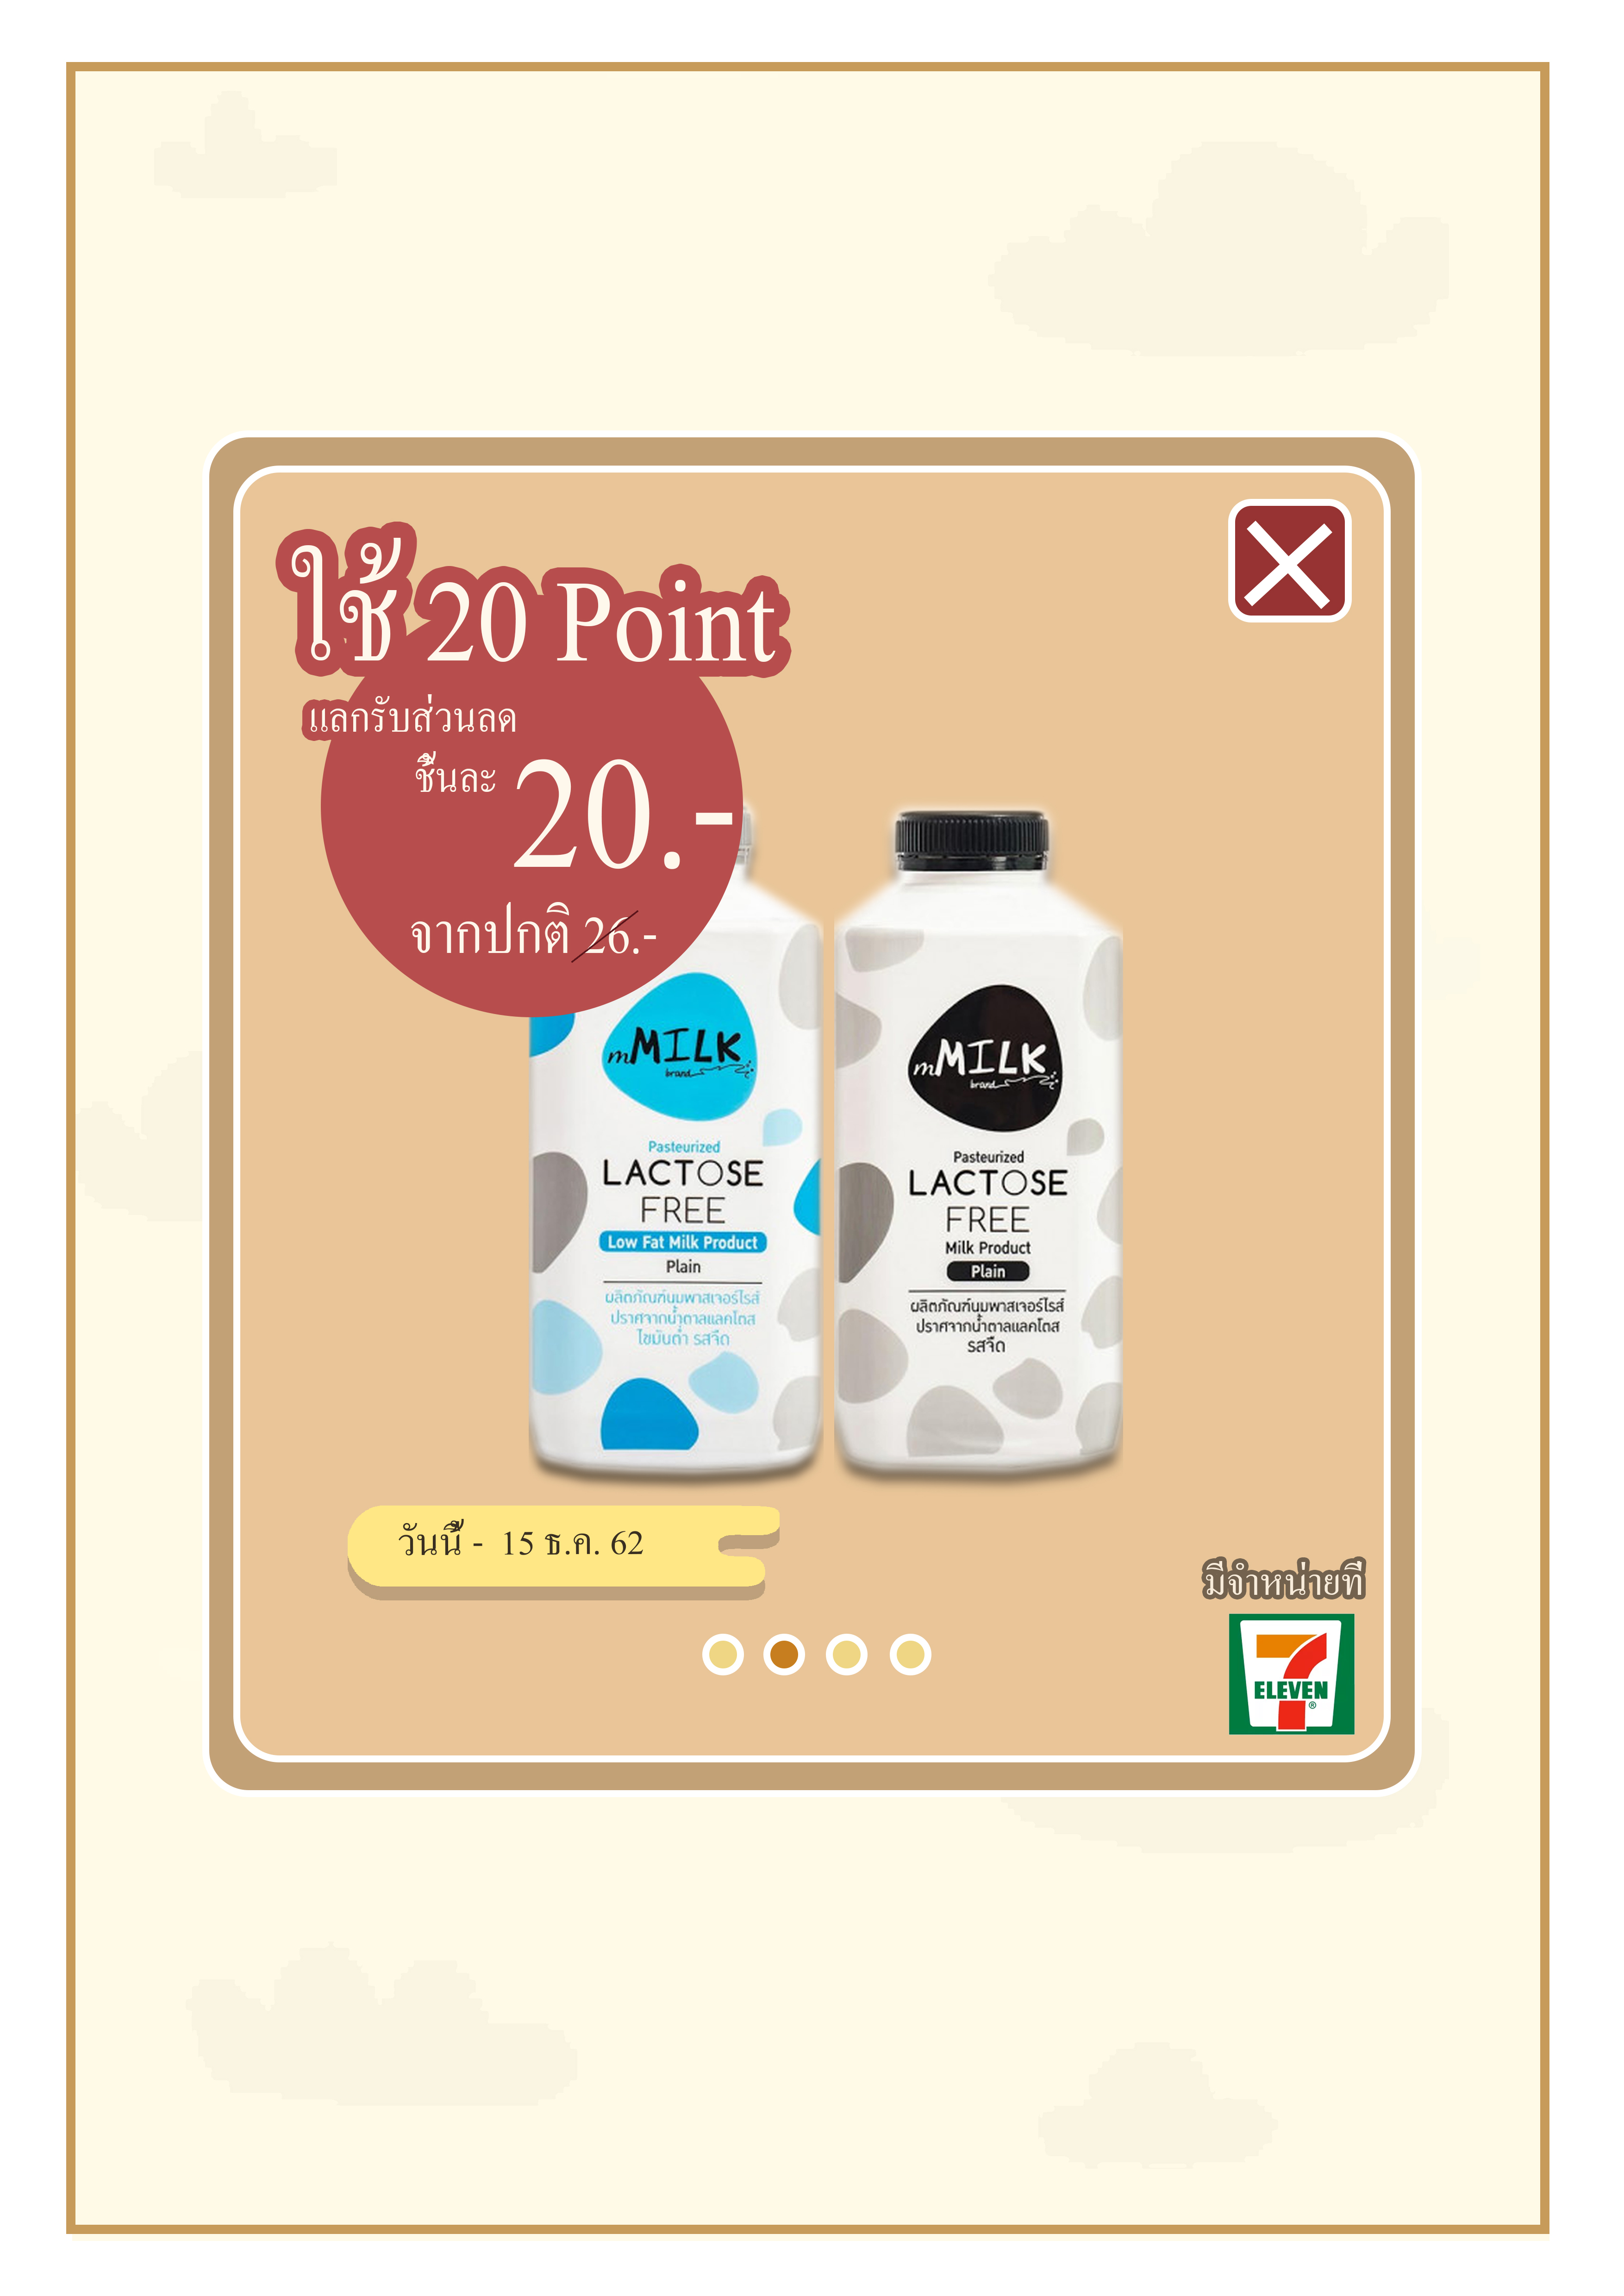 ใช้ 20 Point
แลกรับส่วนลด
ชิ้นละ 20.-
จากปกติ 26.-
mMILK
brand
Pasteurized
LACTOSE
FREE
Low Fat Milk Product
Plain
ผลิตภัณฑ์นมพาสเจอร์ไรส์
ปราศจากน้ำตาลแลคโตส
ไขมันต่ำ รสจืด
mMILK
brand
Pasteurized
LACTOSE
FREE
Milk Product
Plain
ผลิตภัณฑ์นมพาสเจอร์ไรส์
ปราศจากน้ำตาลแลคโตส
รสจืด
วันนี้ - 15 ธ.ค. 62
มีจำหน่ายที่
7
ELEVEN
®